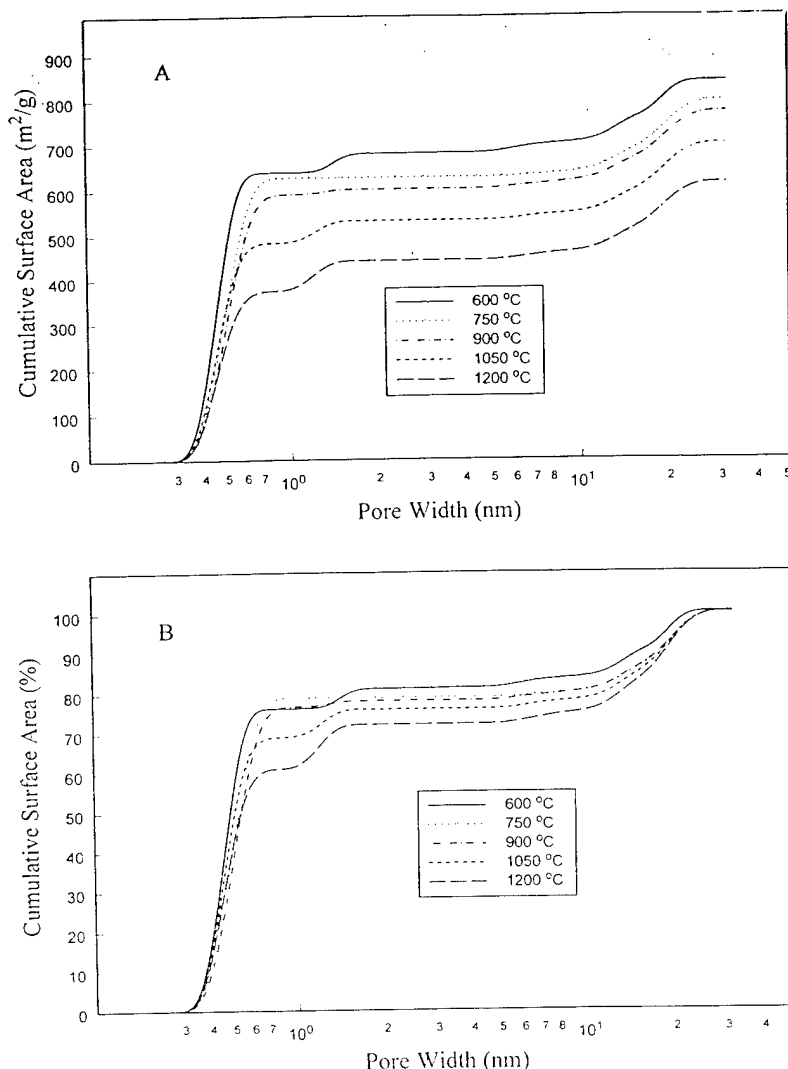 A
Cumulative Surface Area (m²/g)
900
800
700
600
500
400
300
200
100
0
600 °C
750 °C
900 °C
1050 °C
1200 °C
3 4 5 6 7 10⁰ 2 3 4 5 6 7 8 10¹ 2 3 4 5
Pore Width (nm)
B
Cumulative Surface Area (%)
100
90
80
70
60
50
40
30
20
10
0
600 °C
750 °C
900 °C
1050 °C
1200 °C
3 4 5 6 7 10⁰ 2 3 4 5 6 7 8 10¹ 2 3 4
Pore Width (nm)